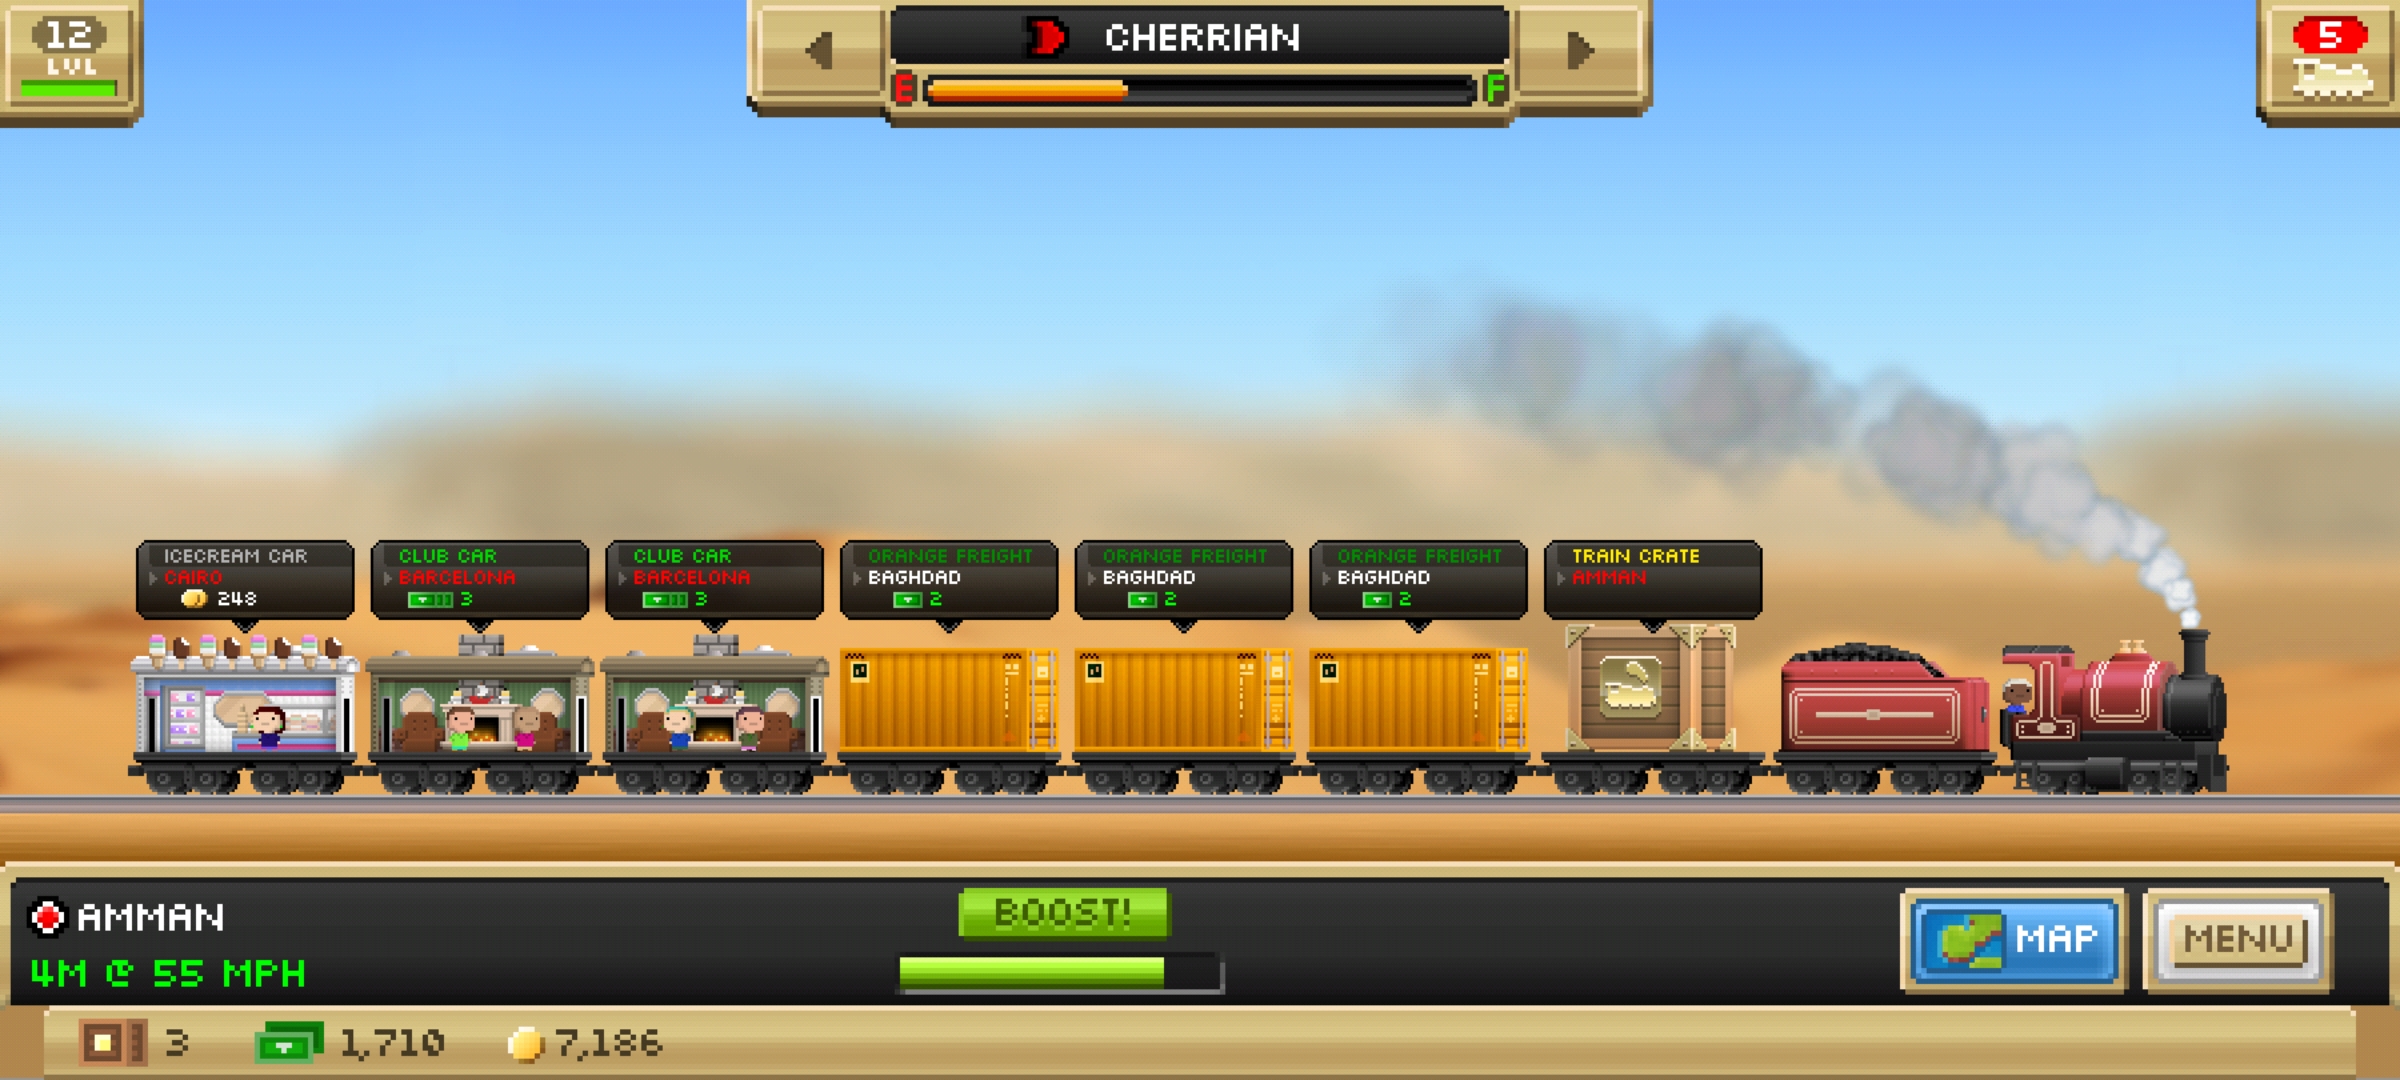 12
LVL
CHERRIAN
E F
5
ICECREAM CAR
CAIRO
248
CLUB CAR
BARCELONA
3
CLUB CAR
BARCELONA
3
ORANGE FREIGHT
BAGHDAD
2
ORANGE FREIGHT
BAGHDAD
2
ORANGE FREIGHT
BAGHDAD
2
TRAIN CRATE
AMMAN
AMMAN
4M @ 55 MPH
BOOST!
MAP
MENU
3
1,710
7,186